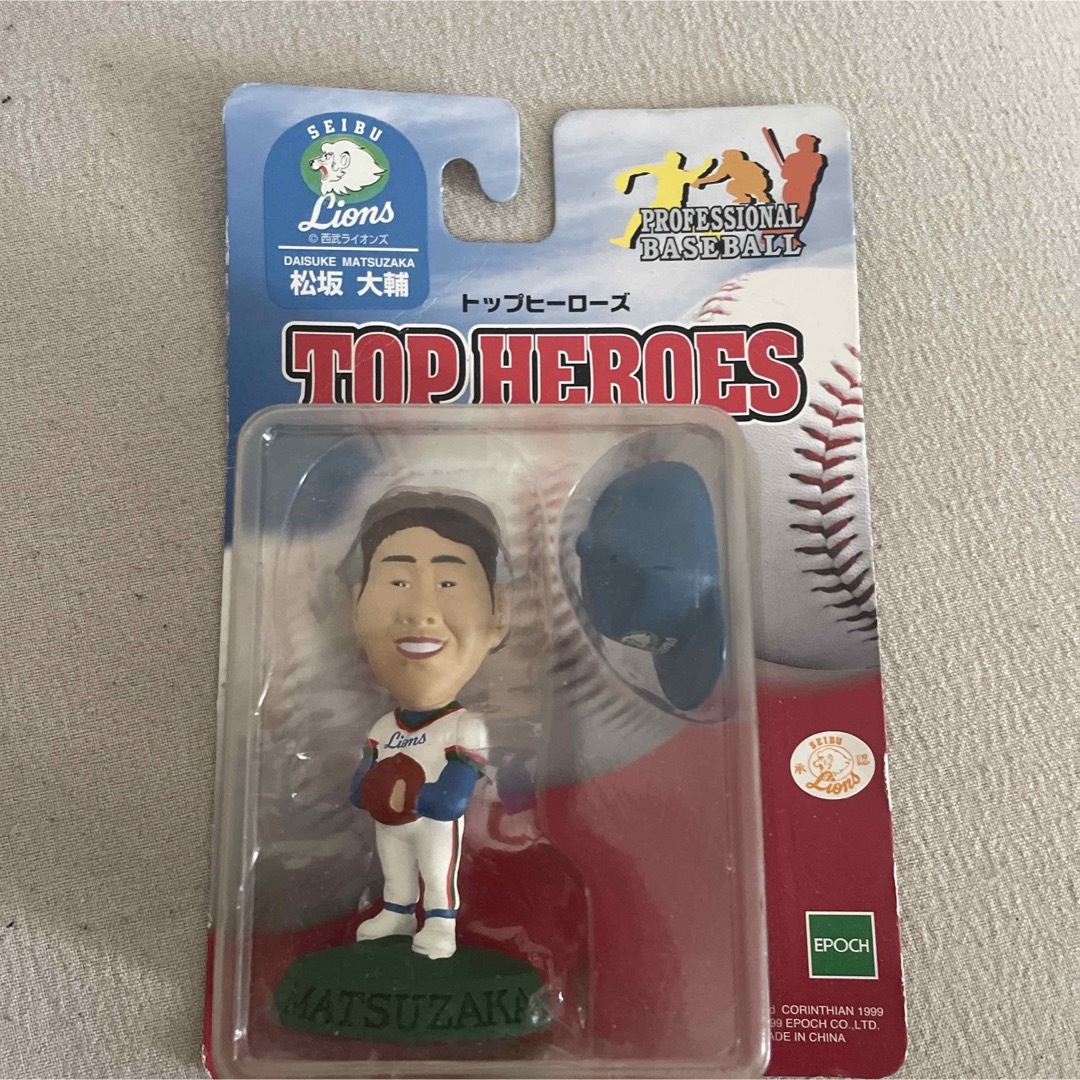 SEIBU
Lions
© 西武ライオンズ
DAISUKE MATSUZAKA
松坂 大輔
PROFESSIONAL
BASEBALL
トップヒーローズ
TOP HEROES
Lions
MATSUZAKA
SEIBU
Lions
EPOCH
CORINTHIAN 1999
EPOCH CO.,LTD.
IN CHINA